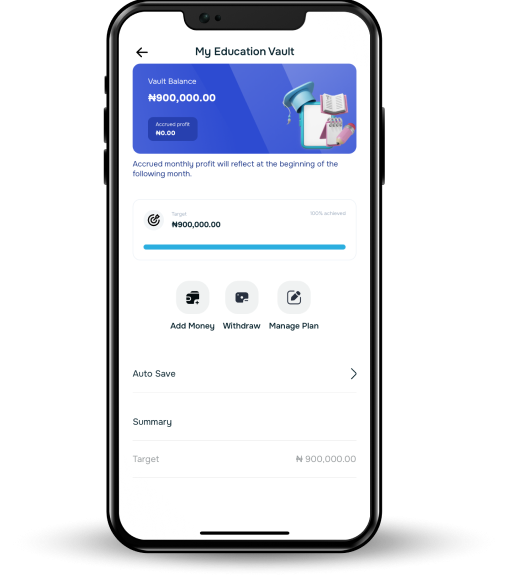 My Education Vault
Vault Balance
₦900,000.00
Accrued profit
₦0.00
Accrued monthly profit will reflect at the beginning of the
following month.
Target
100% achieved
₦900,000.00
Add Money
Withdraw
Manage Plan
Auto Save
Summary
Target
₦ 900,000.00